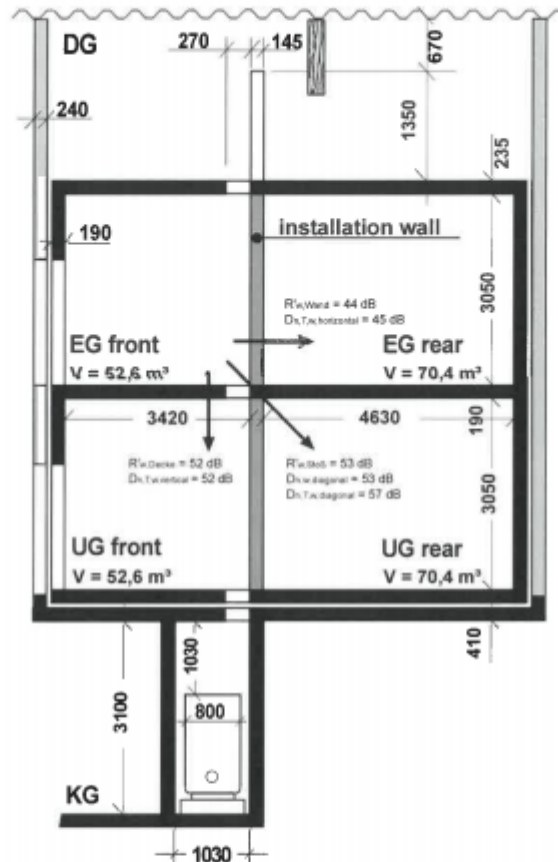 DG
270
145
670
240
1350
235
190
installation wall
3050
R'w,Wand = 44 dB
Dn,T,w,horizontal = 45 dB
EG front
EG rear
V = 52,6 m³
V = 70,4 m³
3420
4630
190
R'w,Decke = 52 dB
Dn,T,w,vertical = 52 dB
R'w,Stoß = 53 dB
Dn,w,diagonal = 53 dB
Dn,T,w,diagonal = 57 dB
3050
UG front
UG rear
V = 52,6 m³
V = 70,4 m³
410
1030
3100
800
KG
1030